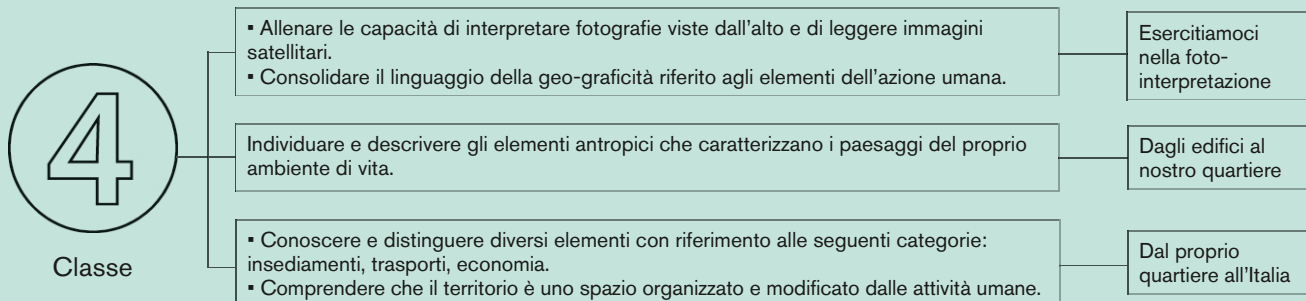 4
Classe
▪ Allenare le capacità di interpretare fotografie viste dall'alto e di leggere immagini
satellitari.
▪ Consolidare il linguaggio della geo-graficità riferito agli elementi dell'azione umana.
Esercitiamoci
nella foto-
interpretazione
Individuare e descrivere gli elementi antropici che caratterizzano i paesaggi del proprio
ambiente di vita.
Dagli edifici al
nostro quartiere
▪ Conoscere e distinguere diversi elementi con riferimento alle seguenti categorie:
insediamenti, trasporti, economia.
▪ Comprendere che il territorio è uno spazio organizzato e modificato dalle attività umane.
Dal proprio
quartiere all'Italia